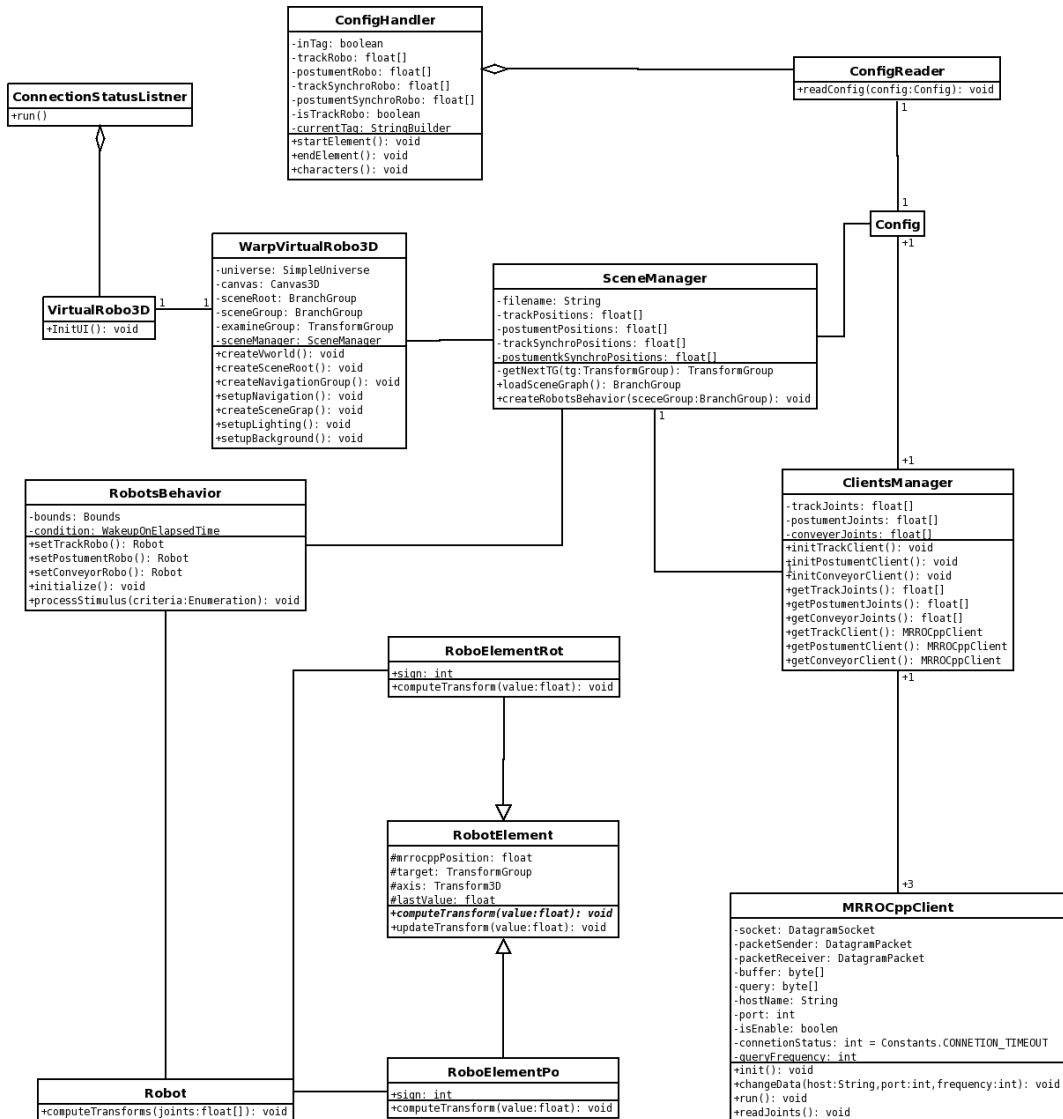 ConfigHandler
-inTag: boolean
-trackRobo: float[]
-postumentRobo: float[]
-trackSynchroRobo: float[]
-postumentSynchroRobo: float[]
-isTrackRobo: boolean
-currentTag: StringBuilder
+startElement(): void
+endElement(): void
+characters(): void
ConfigReader
+readConfig(config:Config): void
1
1
ConnectionStatusListner
+run()
Config
+1
WarpVirtualRobo3D
-universe: SimpleUniverse
-canvas: Canvas3D
-sceneRoot: BranchGroup
-sceneGroup: BranchGroup
-examineGroup: TransformGroup
-sceneManager: SceneManager
+createVworld(): void
+createSceneRoot(): void
+createNavigationGroup(): void
+setupNavigation(): void
+createSceneGrap(): void
+setupLighting(): void
+setupBackground(): void
VirtualRobo3D
+InitUI(): void
1
1
SceneManager
-filename: String
-trackPositions: float[]
-postumentPositions: float[]
-trackSynchroPositions: float[]
-postumentkSynchroPositions: float[]
-getNextTG(tg:TransformGroup): TransformGroup
+loadSceneGraph(): BranchGroup
+createRobotsBehavior(sceceGroup:BranchGroup): void
1
+1
ClientsManager
-trackJoints: float[]
-postumentJoints: float[]
-conveyerJoints: float[]
+initTrackClient(): void
+initPostumentClient(): void
+initConveyorClient(): void
+getTrackJoints(): float[]
+getPostumentJoints(): float[]
+getConveyorJoints(): float[]
+getTrackClient(): MRROCppClient
+getPostumentClient(): MRROCppClient
+getConveyorClient(): MRROCppClient
1
+1
RobotsBehavior
-bounds: Bounds
-condition: WakeupOnElapsedTime
+setTrackRobo(): Robot
+setPostumentRobo(): Robot
+setConveyorRobo(): Robot
+initialize(): void
+processStimulus(criteria:Enumeration): void
RoboElementRot
+sign: int
+computeTransform(value:float): void
RobotElement
#mrrocppPosition: float
#target: TransformGroup
#axis: Transform3D
#lastValue: float
+computeTransform(value:float): void
+updateTransform(value:float): void
+3
MRROCppClient
-socket: DatagramSocket
-packetSender: DatagramPacket
-packetReceiver: DatagramPacket
-buffer: byte[]
-query: byte[]
-hostName: String
-port: int
-isEnable: boolen
-connetionStatus: int = Constants.CONNETION_TIMEOUT
-queryFrequency: int
+init(): void
+changeData(host:String,port:int,frequency:int): void
+run(): void
+readJoints(): void
RoboElementPo
+sign: int
+computeTransform(value:float): void
Robot
+computeTransforms(joints:float[]): void